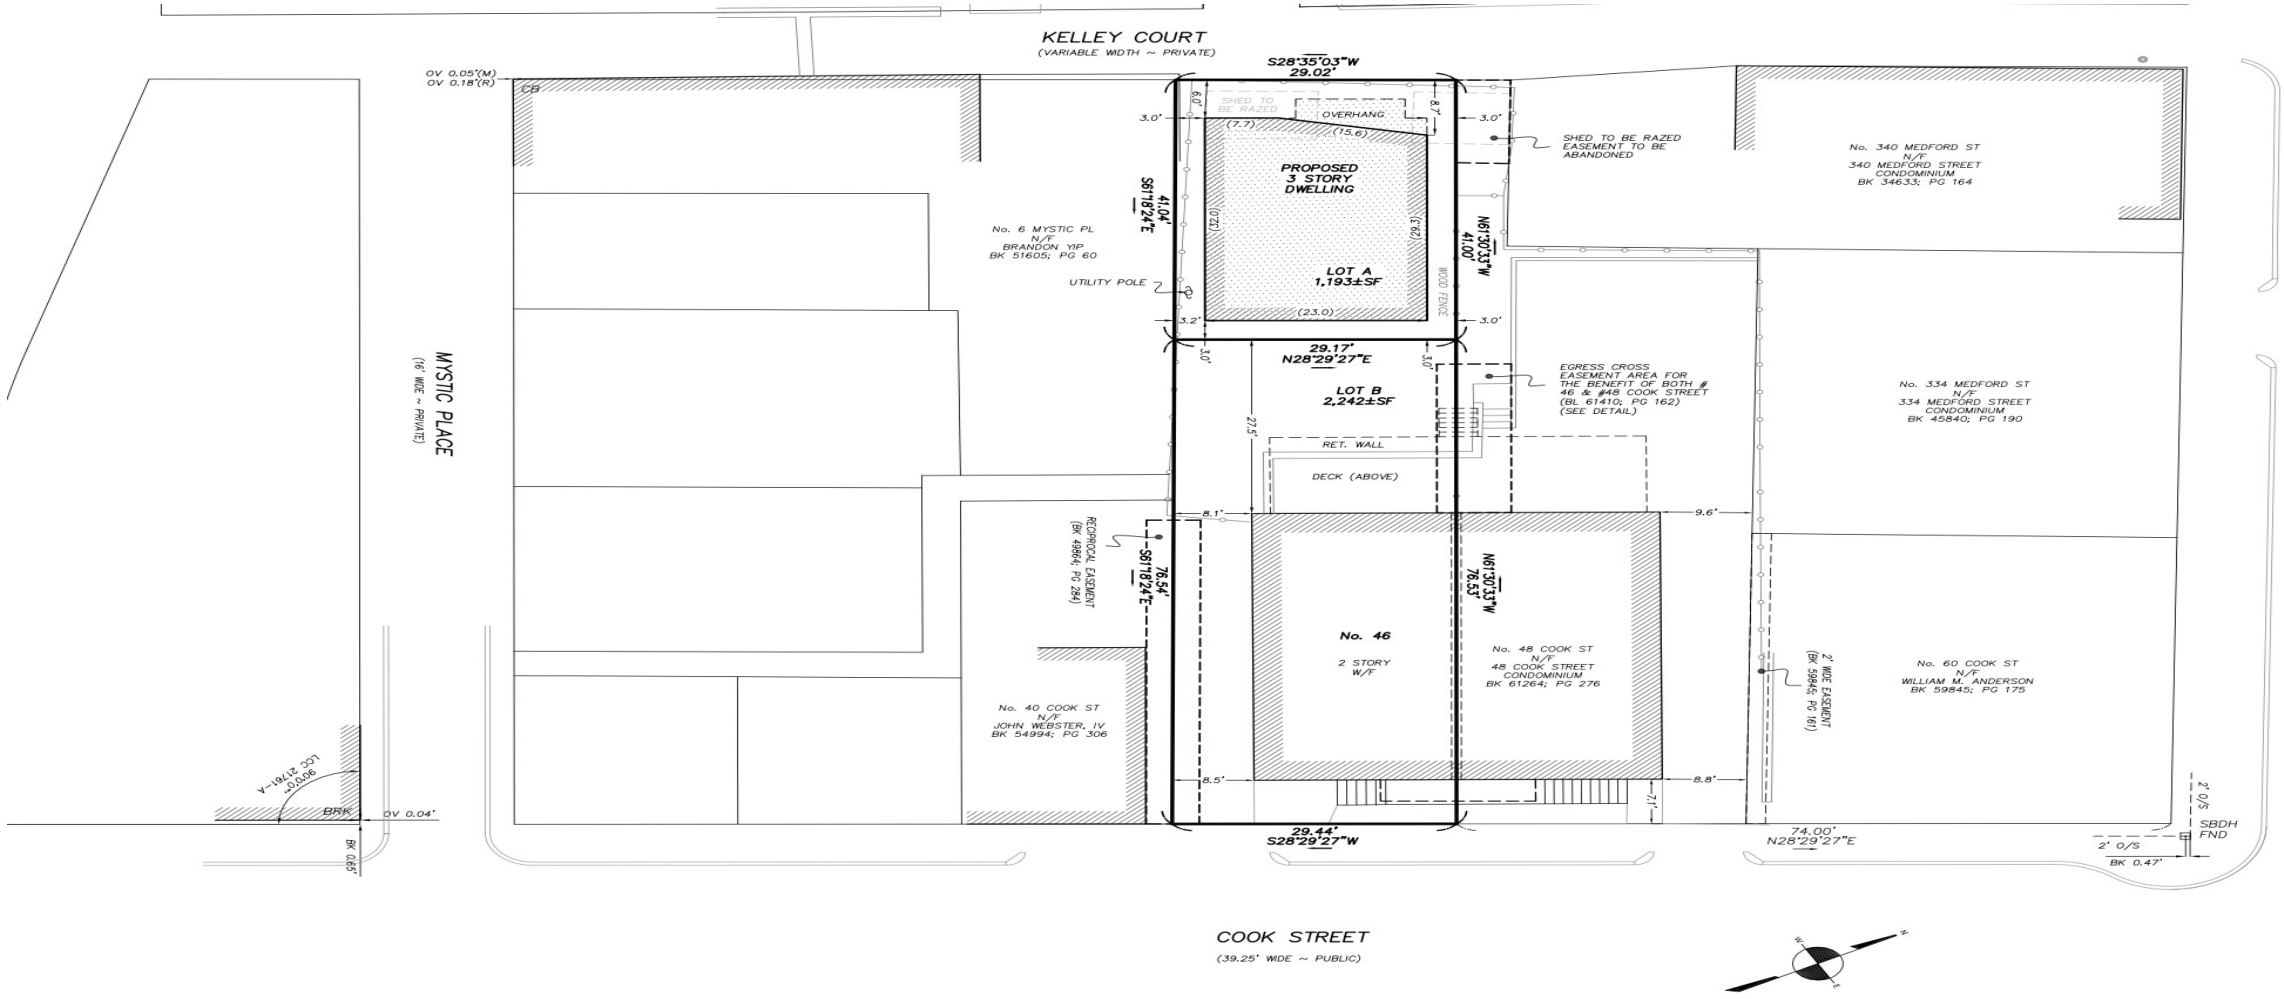 KELLEY COURT
(VARIABLE WIDTH ~ PRIVATE)
S28°35'03"W
29.02'
OV 0.05'(M)
OV 0.18'(R)
CB
6.0'
SHED TO
BE RAZED
OVERHANG
8.7'
3.0'
(7.7)
(15.6)
3.0'
SHED TO BE RAZED
EASEMENT TO BE
ABANDONED
No. 340 MEDFORD ST
N/F
340 MEDFORD STREET
CONDOMINIUM
BK 34633; PG 164
PROPOSED
3 STORY
DWELLING
41.04'
S61°18'24"E
(32.0)
(29.3)
N61°30'33"W
41.00'
No. 6 MYSTIC PL
N/F
BRANDON YIP
BK 51605; PG 60
UTILITY POLE
LOT A
1,193±SF
WOOD FENCE
(23.0)
3.2'
3.0'
3.0'
3.0'
29.17'
N28°29'27"E
MYSTIC PLACE
(16' WIDE ~ PRIVATE)
LOT B
2,242±SF
EGRESS CROSS
EASEMENT AREA FOR
THE BENEFIT OF BOTH #
46 & #48 COOK STREET
(BL 61410; PG 162)
(SEE DETAIL)
No. 334 MEDFORD ST
N/F
334 MEDFORD STREET
CONDOMINIUM
BK 45840; PG 190
27.5'
RET. WALL
DECK (ABOVE)
8.1'
9.6'
RECIPROCAL EASEMENT
(BK 49864; PG 284)
76.54'
S61°18'24"E
N61°30'33"W
76.53'
No. 46
2 STORY
W/F
No. 48 COOK ST
N/F
48 COOK STREET
CONDOMINIUM
BK 61264; PG 276
2' WIDE EASEMENT
(BK 59845; PG 161)
No. 60 COOK ST
N/F
WILLIAM M. ANDERSON
BK 59845; PG 175
No. 40 COOK ST
N/F
JOHN WEBSTER, IV
BK 54994; PG 306
90°0'0"
LCC 21761-A
BRK
OV 0.04'
BK 0.65'
8.5'
8.8'
7.1'
29.44'
S28°29'27"W
74.00'
N28°29'27"E
2' O/S
SBDH
FND
2' O/S
BK 0.47'
COOK STREET
(39.25' WIDE ~ PUBLIC)
N
W
E